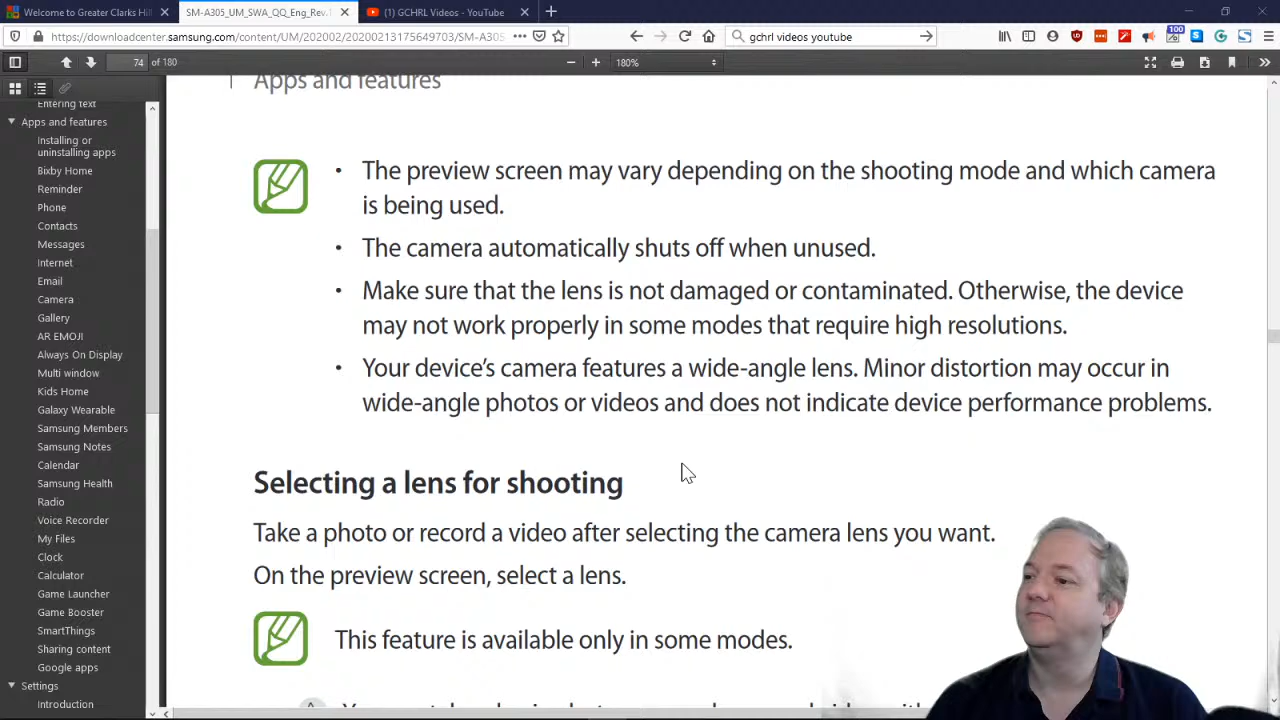 Welcome to Greater Clarks Hill
SM-A305_UM_SWA_QQ_Eng_Rev.1
(4) GCHRL Videos - YouTube
https://downloadcenter.samsung.com/content/UM/202002/20200213175649703/SM-A305
gchrl videos youtube
100
74 of 180
180%
Entering text
Apps and features
Installing or
uninstalling apps
Bixby Home
Reminder
Phone
Contacts
Messages
Internet
Email
Camera
Gallery
AR EMOJI
Always On Display
Multi window
Kids Home
Galaxy Wearable
Samsung Members
Samsung Notes
Calendar
Samsung Health
Radio
Voice Recorder
My Files
Clock
Calculator
Game Launcher
Game Booster
SmartThings
Sharing content
Google apps
Settings
Introduction
Apps and features
• The preview screen may vary depending on the shooting mode and which camera
is being used.
• The camera automatically shuts off when unused.
• Make sure that the lens is not damaged or contaminated. Otherwise, the device
may not work properly in some modes that require high resolutions.
• Your device's camera features a wide-angle lens. Minor distortion may occur in
wide-angle photos or videos and does not indicate device performance problems.
Selecting a lens for shooting
Take a photo or record a video after selecting the camera lens you want.
On the preview screen, select a lens.
This feature is available only in some modes.